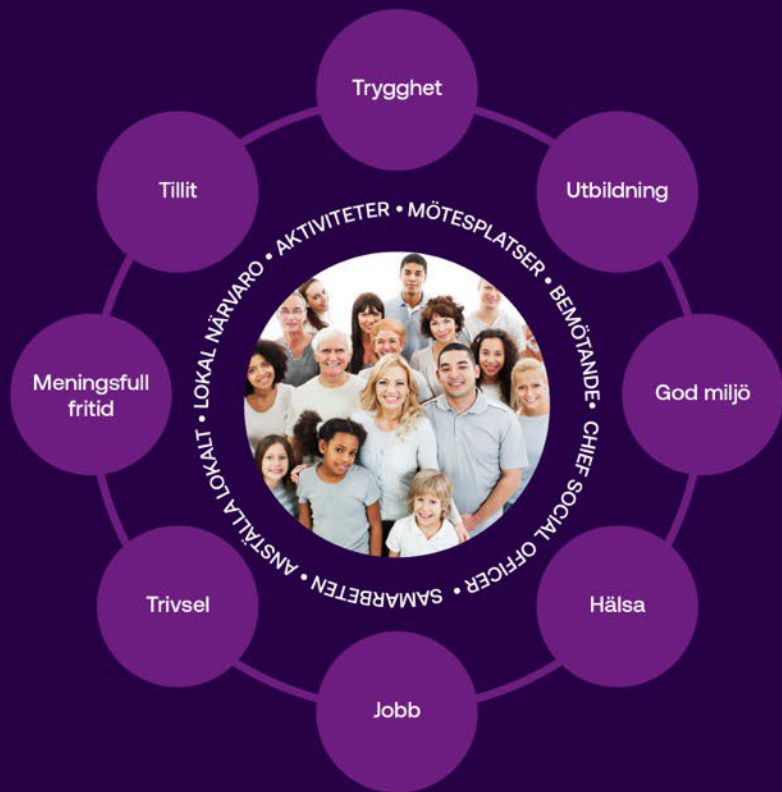 Trygghet
Utbildning
God miljö
Hälsa
Jobb
Trivsel
Meningsfull
fritid
Tillit
LOKAL NÄRVARO • AKTIVITETER • MÖTESPLATSER • BEMÖTANDE• CHIEF SOCIAL OFFICER • SAMARBETEN • ANSTÄLLA LOKALT •